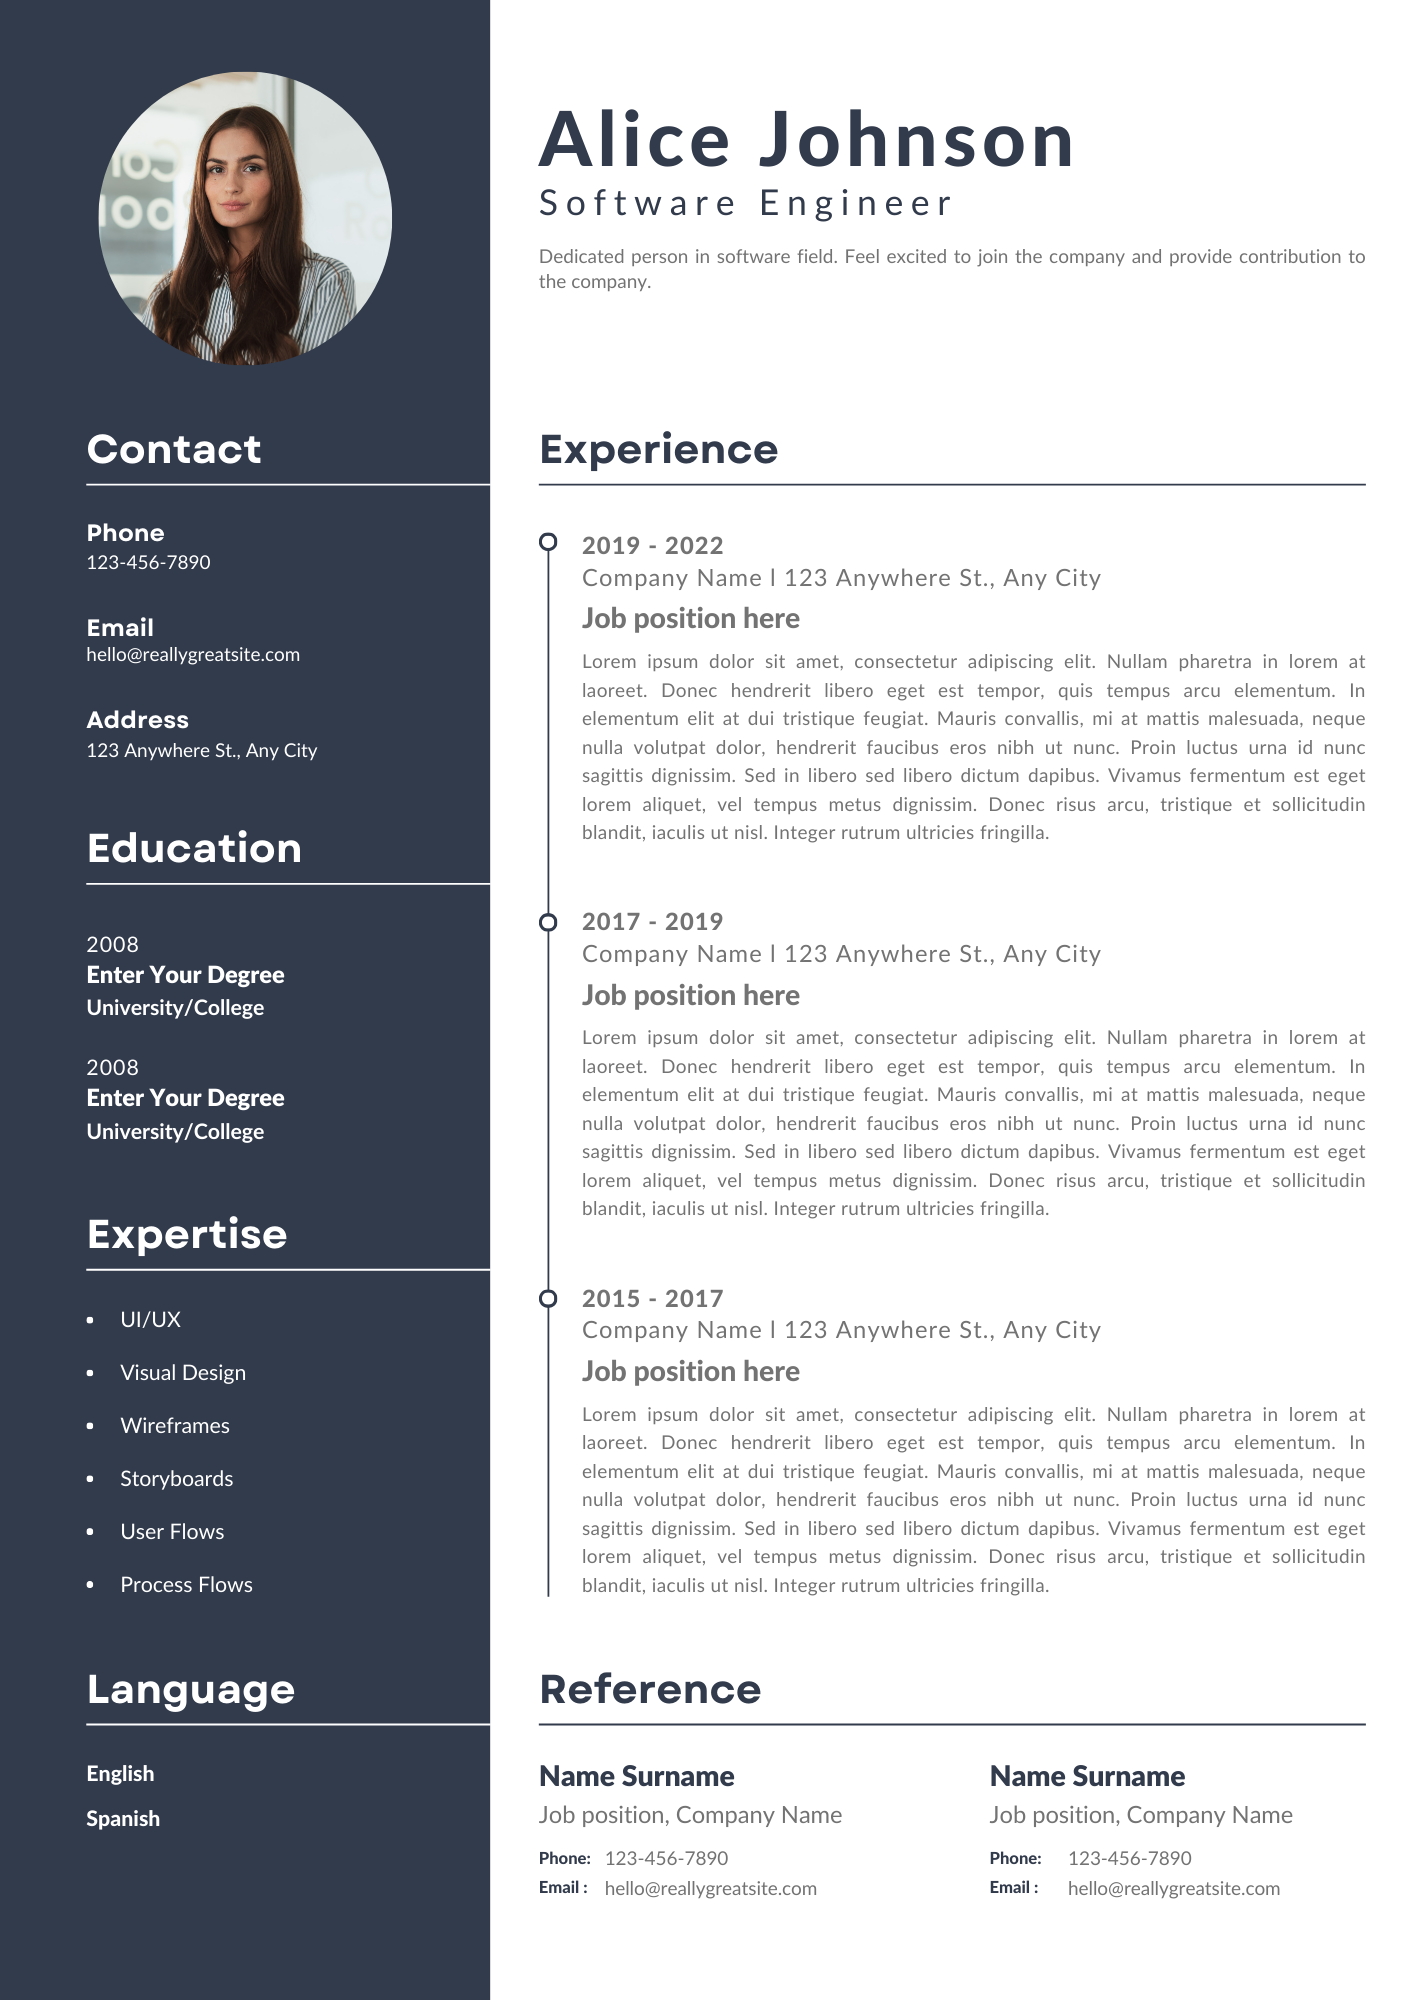 Alice Johnson
Software Engineer
Dedicated person in software field. Feel excited to join the company and provide contribution to
the company.
Contact
Phone
123-456-7890
Email
hello@reallygreatsite.com
Address
123 Anywhere St., Any City
Education
2008
Enter Your Degree
University/College
2008
Enter Your Degree
University/College
Expertise
• UI/UX
• Visual Design
• Wireframes
• Storyboards
• User Flows
• Process Flows
Language
English
Spanish
Experience
2019 - 2022
Company Name l 123 Anywhere St., Any City
Job position here
Lorem ipsum dolor sit amet, consectetur adipiscing elit. Nullam pharetra in lorem at
laoreet. Donec hendrerit libero eget est tempor, quis tempus arcu elementum. In
elementum elit at dui tristique feugiat. Mauris convallis, mi at mattis malesuada, neque
nulla volutpat dolor, hendrerit faucibus eros nibh ut nunc. Proin luctus urna id nunc
sagittis dignissim. Sed in libero sed libero dictum dapibus. Vivamus fermentum est eget
lorem aliquet, vel tempus metus dignissim. Donec risus arcu, tristique et sollicitudin
blandit, iaculis ut nisl. Integer rutrum ultricies fringilla.
2017 - 2019
Company Name l 123 Anywhere St., Any City
Job position here
Lorem ipsum dolor sit amet, consectetur adipiscing elit. Nullam pharetra in lorem at
laoreet. Donec hendrerit libero eget est tempor, quis tempus arcu elementum. In
elementum elit at dui tristique feugiat. Mauris convallis, mi at mattis malesuada, neque
nulla volutpat dolor, hendrerit faucibus eros nibh ut nunc. Proin luctus urna id nunc
sagittis dignissim. Sed in libero sed libero dictum dapibus. Vivamus fermentum est eget
lorem aliquet, vel tempus metus dignissim. Donec risus arcu, tristique et sollicitudin
blandit, iaculis ut nisl. Integer rutrum ultricies fringilla.
2015 - 2017
Company Name l 123 Anywhere St., Any City
Job position here
Lorem ipsum dolor sit amet, consectetur adipiscing elit. Nullam pharetra in lorem at
laoreet. Donec hendrerit libero eget est tempor, quis tempus arcu elementum. In
elementum elit at dui tristique feugiat. Mauris convallis, mi at mattis malesuada, neque
nulla volutpat dolor, hendrerit faucibus eros nibh ut nunc. Proin luctus urna id nunc
sagittis dignissim. Sed in libero sed libero dictum dapibus. Vivamus fermentum est eget
lorem aliquet, vel tempus metus dignissim. Donec risus arcu, tristique et sollicitudin
blandit, iaculis ut nisl. Integer rutrum ultricies fringilla.
Reference
Name Surname
Job position, Company Name
Phone: 123-456-7890
Email : hello@reallygreatsite.com
Name Surname
Job position, Company Name
Phone: 123-456-7890
Email : hello@reallygreatsite.com